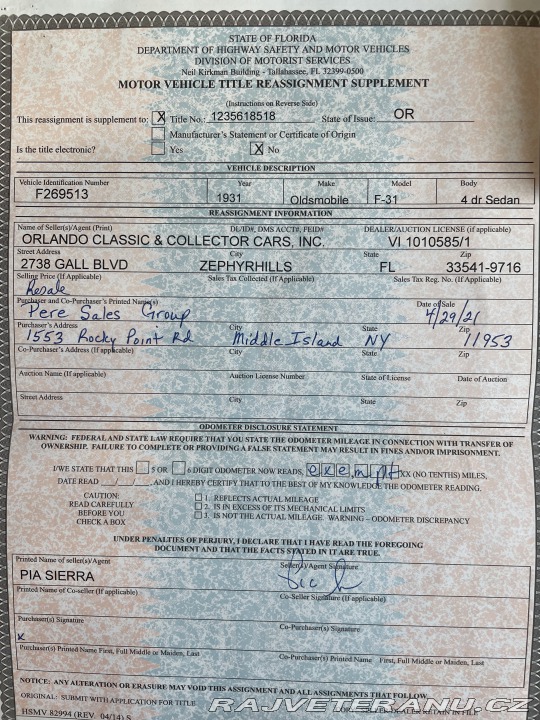 STATE OF FLORIDA
DEPARTMENT OF HIGHWAY SAFETY AND MOTOR VEHICLES
DIVISION OF MOTORIST SERVICES
Neil Kirkman Building - Tallahassee, FL 32399-0500
MOTOR VEHICLE TITLE REASSIGNMENT SUPPLEMENT
(Instructions on Reverse Side)
This reassignment is supplement to: X Title No.: 1235618518 State of Issue: OR
Manufacturer's Statement or Certificate of Origin
Is the title electronic? Yes X No
VEHICLE DESCRIPTION
Vehicle Identification Number Year Make Model Body
F269513 1931 Oldsmobile F-31 4 dr Sedan
REASSIGNMENT INFORMATION
Name of Seller(s)/Agent (Print) DL/ID#, DMS ACCT#, FEID# DEALER/AUCTION LICENSE (if applicable)
ORLANDO CLASSIC & COLLECTOR CARS, INC. VI 1010585/1
Street Address City State Zip
2738 GALL BLVD ZEPHYRHILLS FL 33541-9716
Selling Price (If Applicable) Sales Tax Collected (If Applicable) Sales Tax Reg. No. (If Applicable)
Resale
Purchaser and Co-Purchaser's Printed Name(s) Date of Sale
Pere Sales Group 4/29/21
Purchaser's Address City State Zip
1553 Rocky Point Rd Middle Island NY 11953
Co-Purchaser's Address (If applicable) City State Zip
Auction Name (If applicable) Auction License Number State of License Date of Auction
Street Address City State Zip
ODOMETER DISCLOSURE STATEMENT
WARNING: FEDERAL AND STATE LAW REQUIRE THAT YOU STATE THE ODOMETER MILEAGE IN CONNECTION WITH TRANSFER OF
OWNERSHIP. FAILURE TO COMPLETE OR PROVIDING A FALSE STATEMENT MAY RESULT IN FINES AND/OR IMPRISONMENT.
I/WE STATE THAT THIS 5 OR 6 DIGIT ODOMETER NOW READS, exempt XX (NO TENTHS) MILES,
DATE READ __/__/__, AND I HEREBY CERTIFY THAT TO THE BEST OF MY KNOWLEDGE THE ODOMETER READING.
CAUTION: 1. REFLECTS ACTUAL MILEAGE
READ CAREFULLY 2. IS IN EXCESS OF ITS MECHANICAL LIMITS
BEFORE YOU 3. IS NOT THE ACTUAL MILEAGE. WARNING – ODOMETER DISCREPANCY
CHECK A BOX
UNDER PENALTIES OF PERJURY, I DECLARE THAT I HAVE READ THE FOREGOING
DOCUMENT AND THAT THE FACTS STATED IN IT ARE TRUE.
Printed Name of seller(s)/Agent Seller(s)/Agent Signature
PIA SIERRA
Printed Name of Co-seller (If applicable) Co-Seller Signature (If applicable)
Purchaser(s) Signature Co-Purchaser(s) Signature
x
Purchaser(s) Printed Name First, Full Middle or Maiden, Last Co-Purchaser(s) Printed Name First, Full Middle or Maiden, Last
NOTICE: ANY ALTERATION OR ERASURE MAY VOID THIS ASSIGNMENT AND ALL ASSIGNMENTS THAT FOLLOW.
ORIGINAL: SUBMIT WITH APPLICATION FOR TITLE DEALER RETAIN IN FILE
HSMV 82994 (REV. 04/14) S
RAJVETERANU.CZ